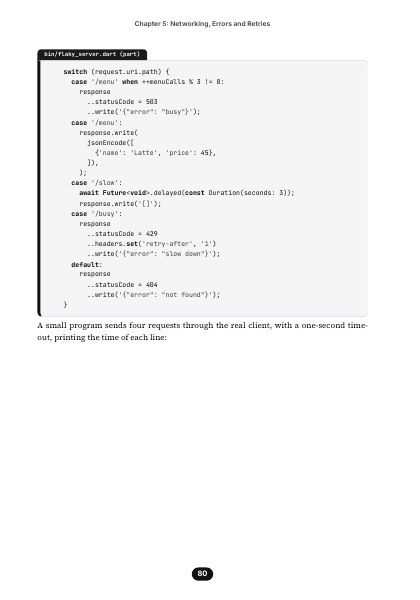 Chapter 5: Networking, Errors and Retries
bin/flaky_server.dart (part)
switch (request.uri.path) {
  case '/menu' when ++menuCalls % 3 != 0:
    response
      ..statusCode = 503
      ..write('{"error": "busy"}');
  case '/menu':
    response.write(
      jsonEncode([
        {'name': 'Latte', 'price': 45},
      ]),
    );
  case '/slow':
    await Future<void>.delayed(const Duration(seconds: 3));
    response.write('[]');
  case '/busy':
    response
      ..statusCode = 429
      ..headers.set('retry-after', '1')
      ..write('{"error": "slow down"}');
  default:
    response
      ..statusCode = 404
      ..write('{"error": "not found"}');
}
A small program sends four requests through the real client, with a one-second time-
out, printing the time of each line:
80